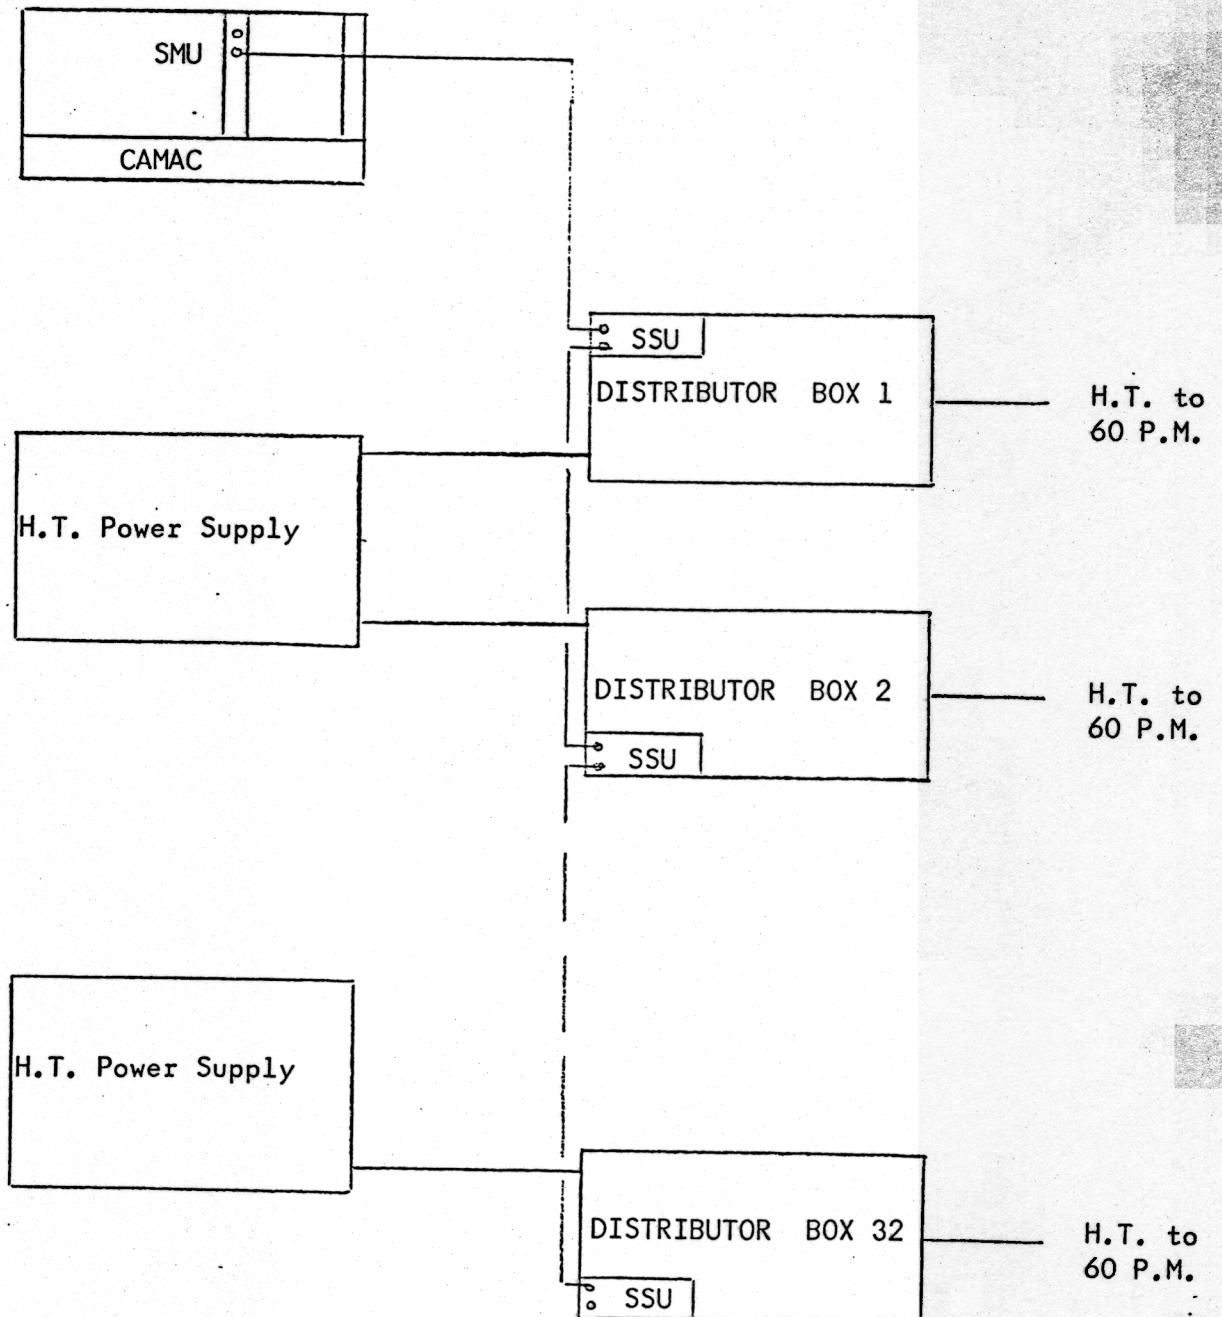 SMU
CAMAC
SSU
DISTRIBUTOR BOX 1
H.T. to
60 P.M.
H.T. Power Supply
DISTRIBUTOR BOX 2
H.T. to
60 P.M.
SSU
H.T. Power Supply
DISTRIBUTOR BOX 32
H.T. to
60 P.M.
SSU